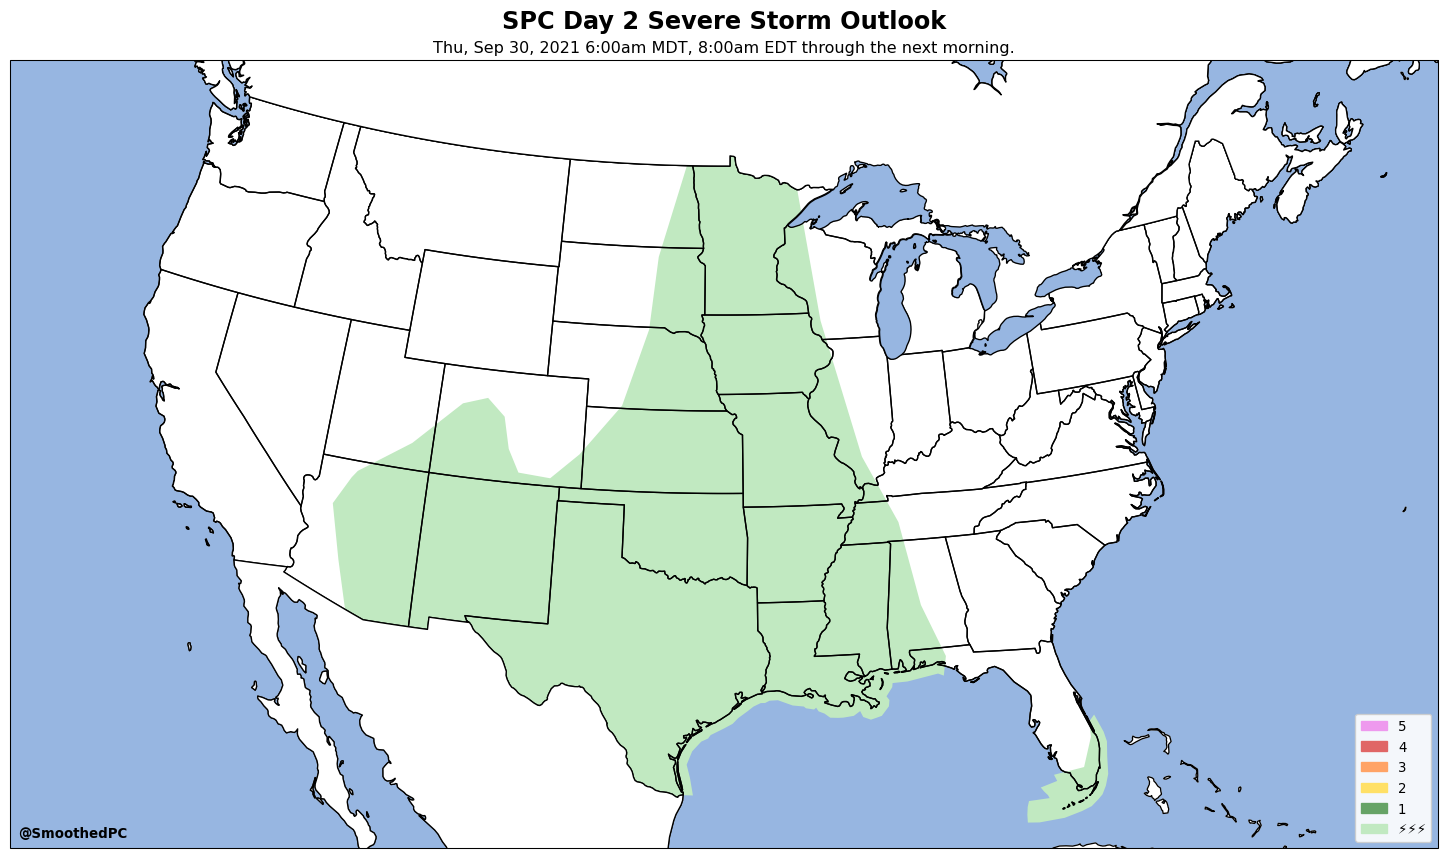 SPC Day 2 Severe Storm Outlook
Thu, Sep 30, 2021 6:00am MDT, 8:00am EDT through the next morning.
5
4
3
2
1
⚡⚡⚡
@SmoothedPC